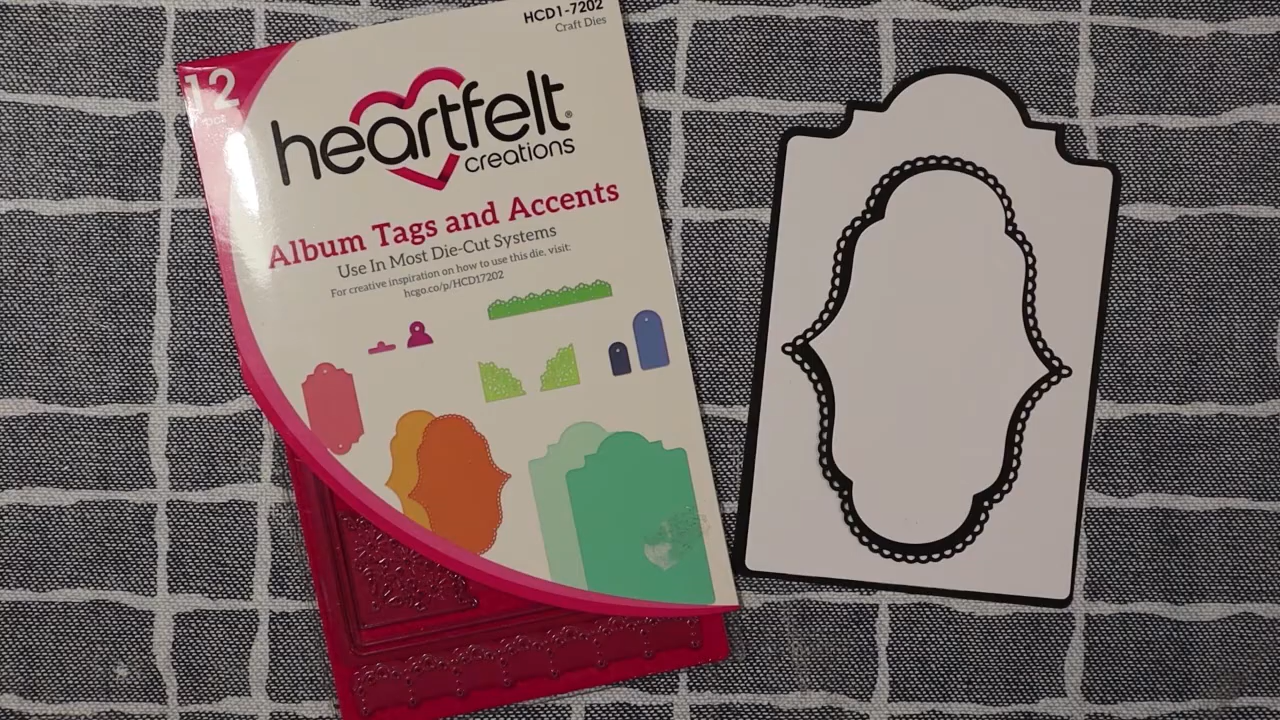 HCD1-7202
Craft Dies
12
pcs
heartfelt®
creations
Album Tags and Accents
Use In Most Die-Cut Systems
For creative inspiration on how to use this die, visit:
hcgo.co/p/HCD17202